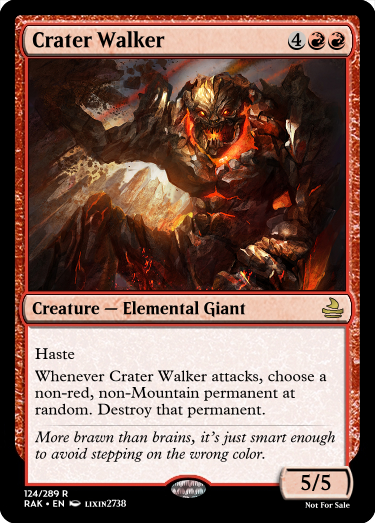 Crater Walker 4
Creature — Elemental Giant
Haste
Whenever Crater Walker attacks, choose a
non-red, non-Mountain permanent at
random. Destroy that permanent.
More brawn than brains, it's just smart enough
to avoid stepping on the wrong color.
5/5
124/289 R
RAK • EN LIXIN2738
Not For Sale